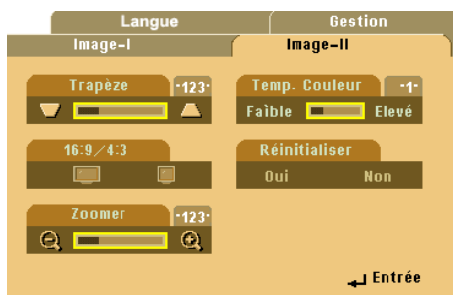 Langue
Gestion
Image-I
Image-II
Trapèze
-123-
16:9/4:3
Zoomer
-123-
Temp. Couleur
-1-
Faible
Elevé
Réinitialiser
Oui
Non
Entrée